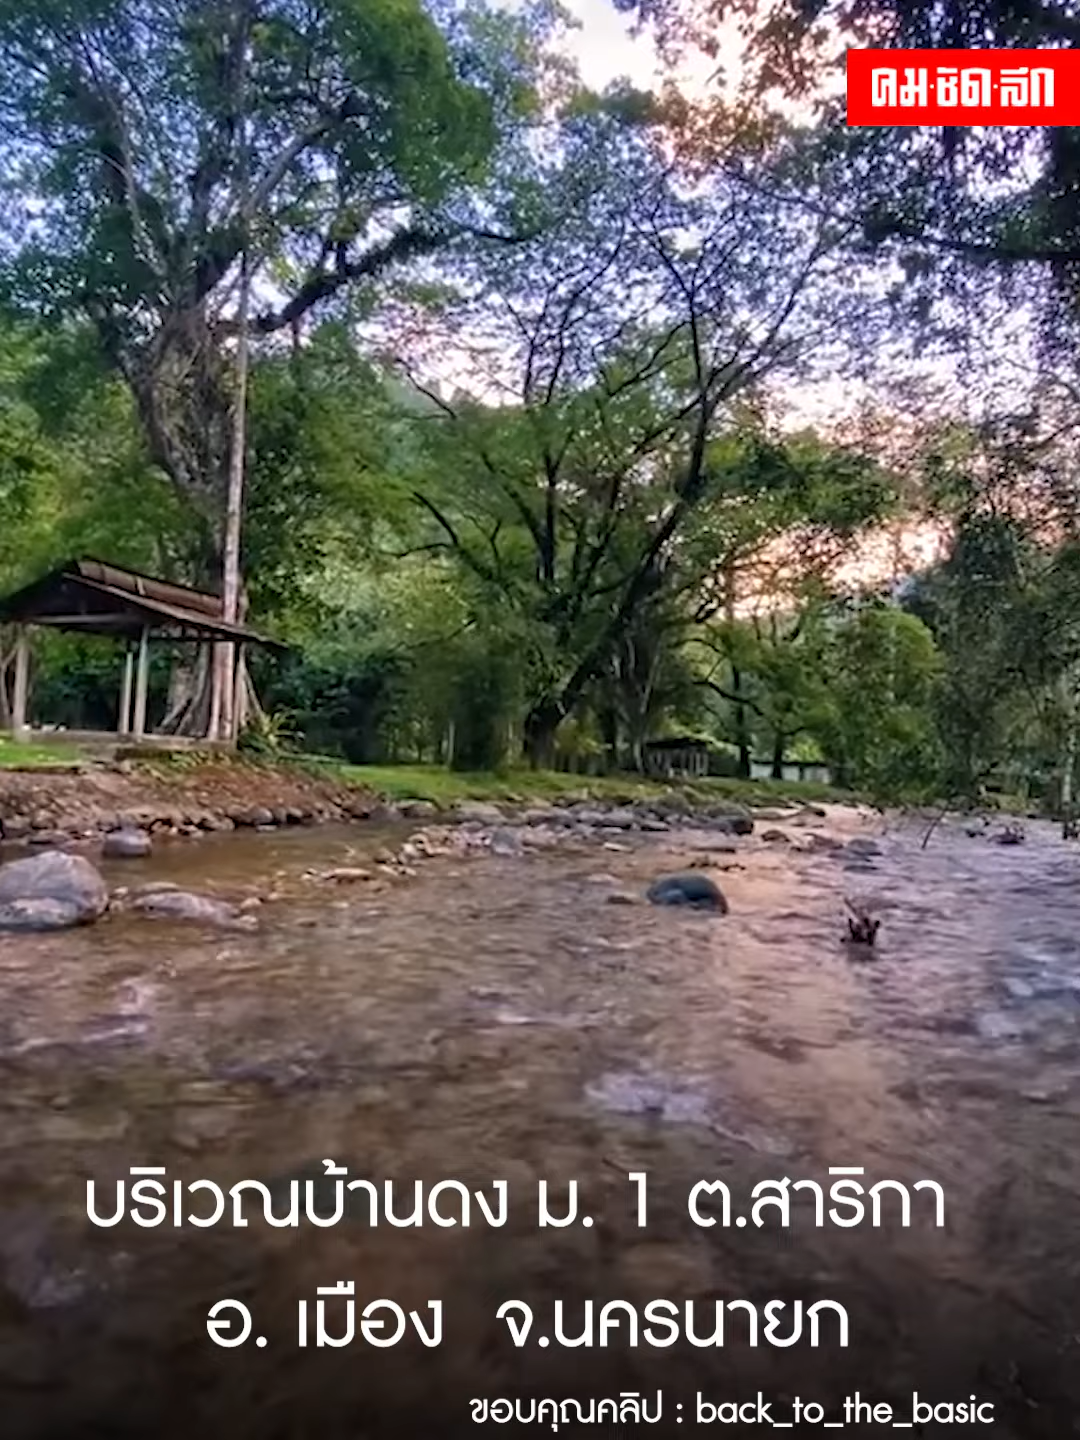 คม·ชัด·ลึก
บริเวณบ้านดง ม. 1 ต.สาริกา
อ. เมือง จ.นครนายก
ขอบคุณคลิป : back_to_the_basic